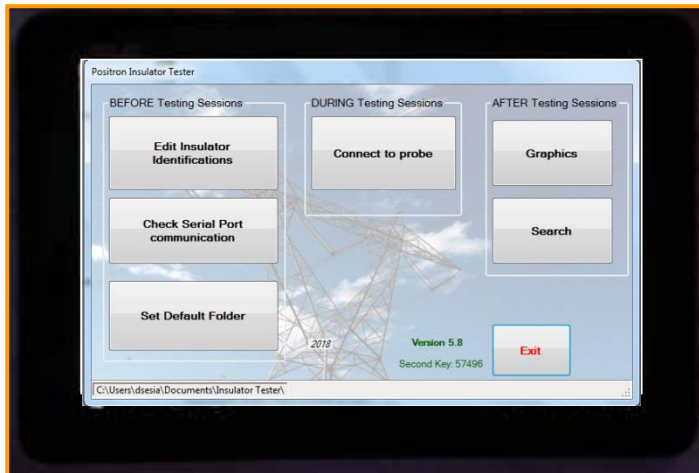 Positron Insulator Tester
BEFORE Testing Sessions
Edit Insulator
Identifications
Check Serial Port
communication
Set Default Folder
DURING Testing Sessions
Connect to probe
AFTER Testing Sessions
Graphics
Search
2018
Version 5.8
Second Key: 57496
Exit
C:\Users\dsesia\Documents\Insulator Tester\